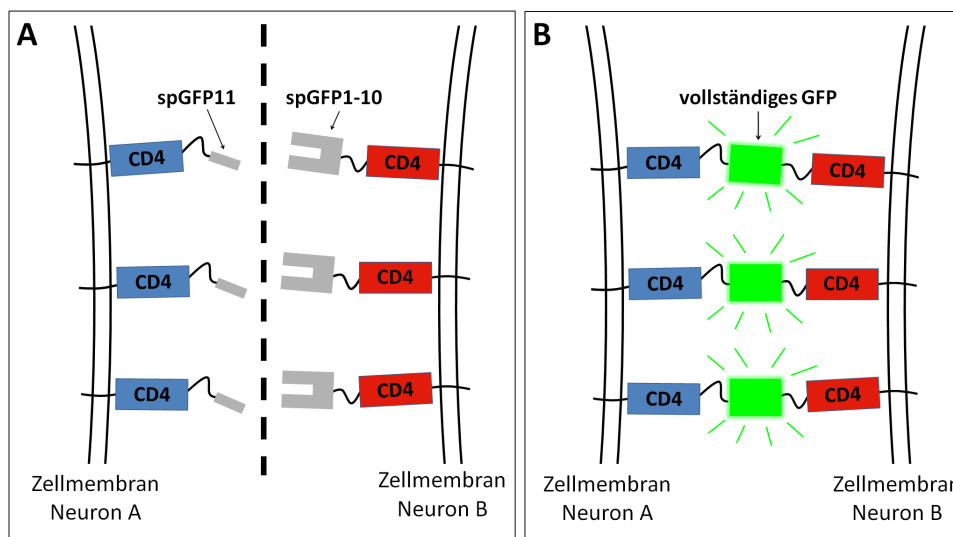 A
spGFP11
spGFP1-10
CD4
CD4
CD4
CD4
CD4
CD4
Zellmembran
Neuron A
Zellmembran
Neuron B
B
vollständiges GFP
CD4
CD4
CD4
CD4
CD4
CD4
Zellmembran
Neuron A
Zellmembran
Neuron B